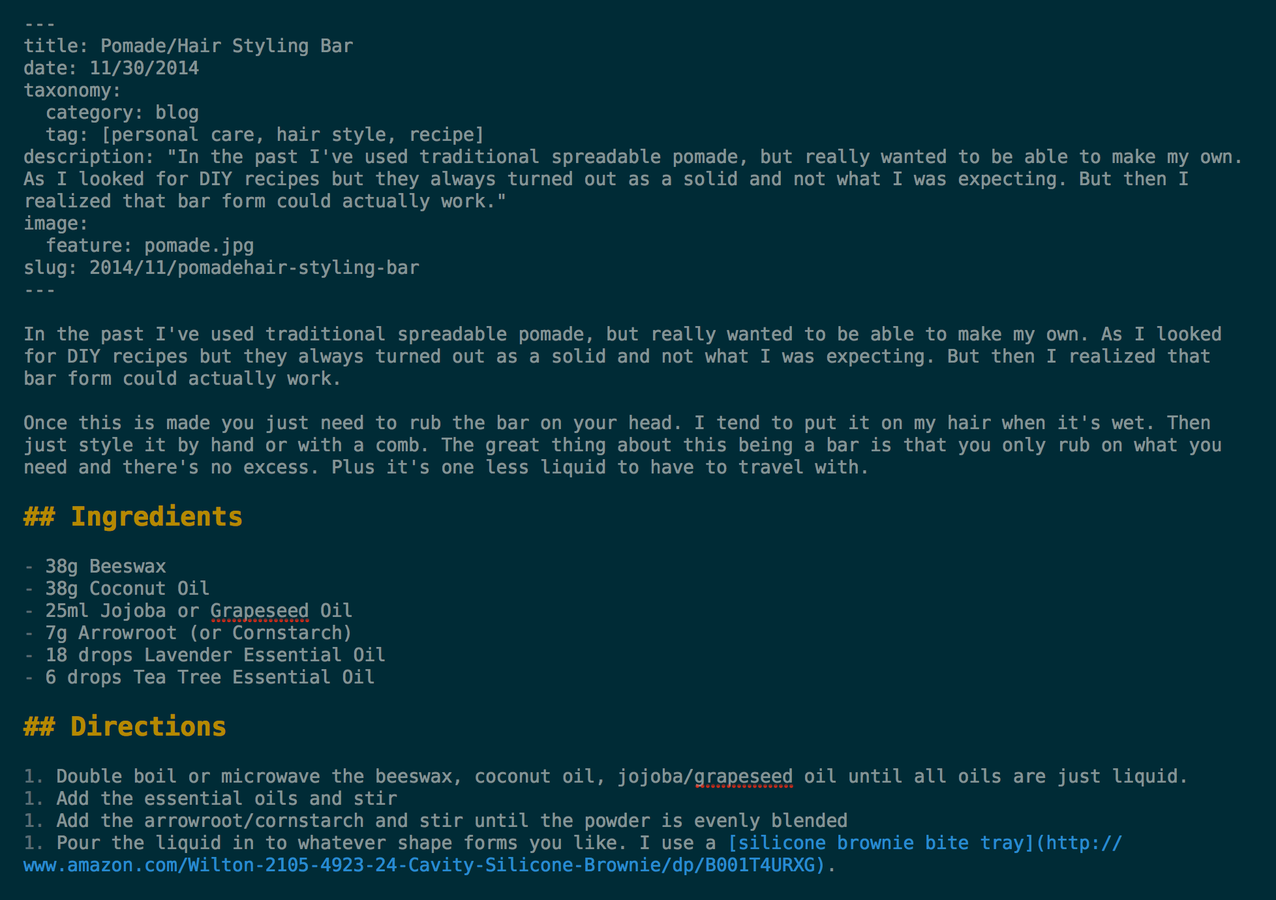 ---
title: Pomade/Hair Styling Bar
date: 11/30/2014
taxonomy:
  category: blog
  tag: [personal care, hair style, recipe]
description: "In the past I've used traditional spreadable pomade, but really wanted to be able to make my own.
As I looked for DIY recipes but they always turned out as a solid and not what I was expecting. But then I
realized that bar form could actually work."
image:
  feature: pomade.jpg
slug: 2014/11/pomadehair-styling-bar
---

In the past I've used traditional spreadable pomade, but really wanted to be able to make my own. As I looked
for DIY recipes but they always turned out as a solid and not what I was expecting. But then I realized that
bar form could actually work.

Once this is made you just need to rub the bar on your head. I tend to put it on my hair when it's wet. Then
just style it by hand or with a comb. The great thing about this being a bar is that you only rub on what you
need and there's no excess. Plus it's one less liquid to have to travel with.

## Ingredients

- 38g Beeswax
- 38g Coconut Oil
- 25ml Jojoba or Grapeseed Oil
- 7g Arrowroot (or Cornstarch)
- 18 drops Lavender Essential Oil
- 6 drops Tea Tree Essential Oil

## Directions

1. Double boil or microwave the beeswax, coconut oil, jojoba/grapeseed oil until all oils are just liquid.
1. Add the essential oils and stir
1. Add the arrowroot/cornstarch and stir until the powder is evenly blended
1. Pour the liquid in to whatever shape forms you like. I use a [silicone brownie bite tray](http://
www.amazon.com/Wilton-2105-4923-24-Cavity-Silicone-Brownie/dp/B001T4URXG).